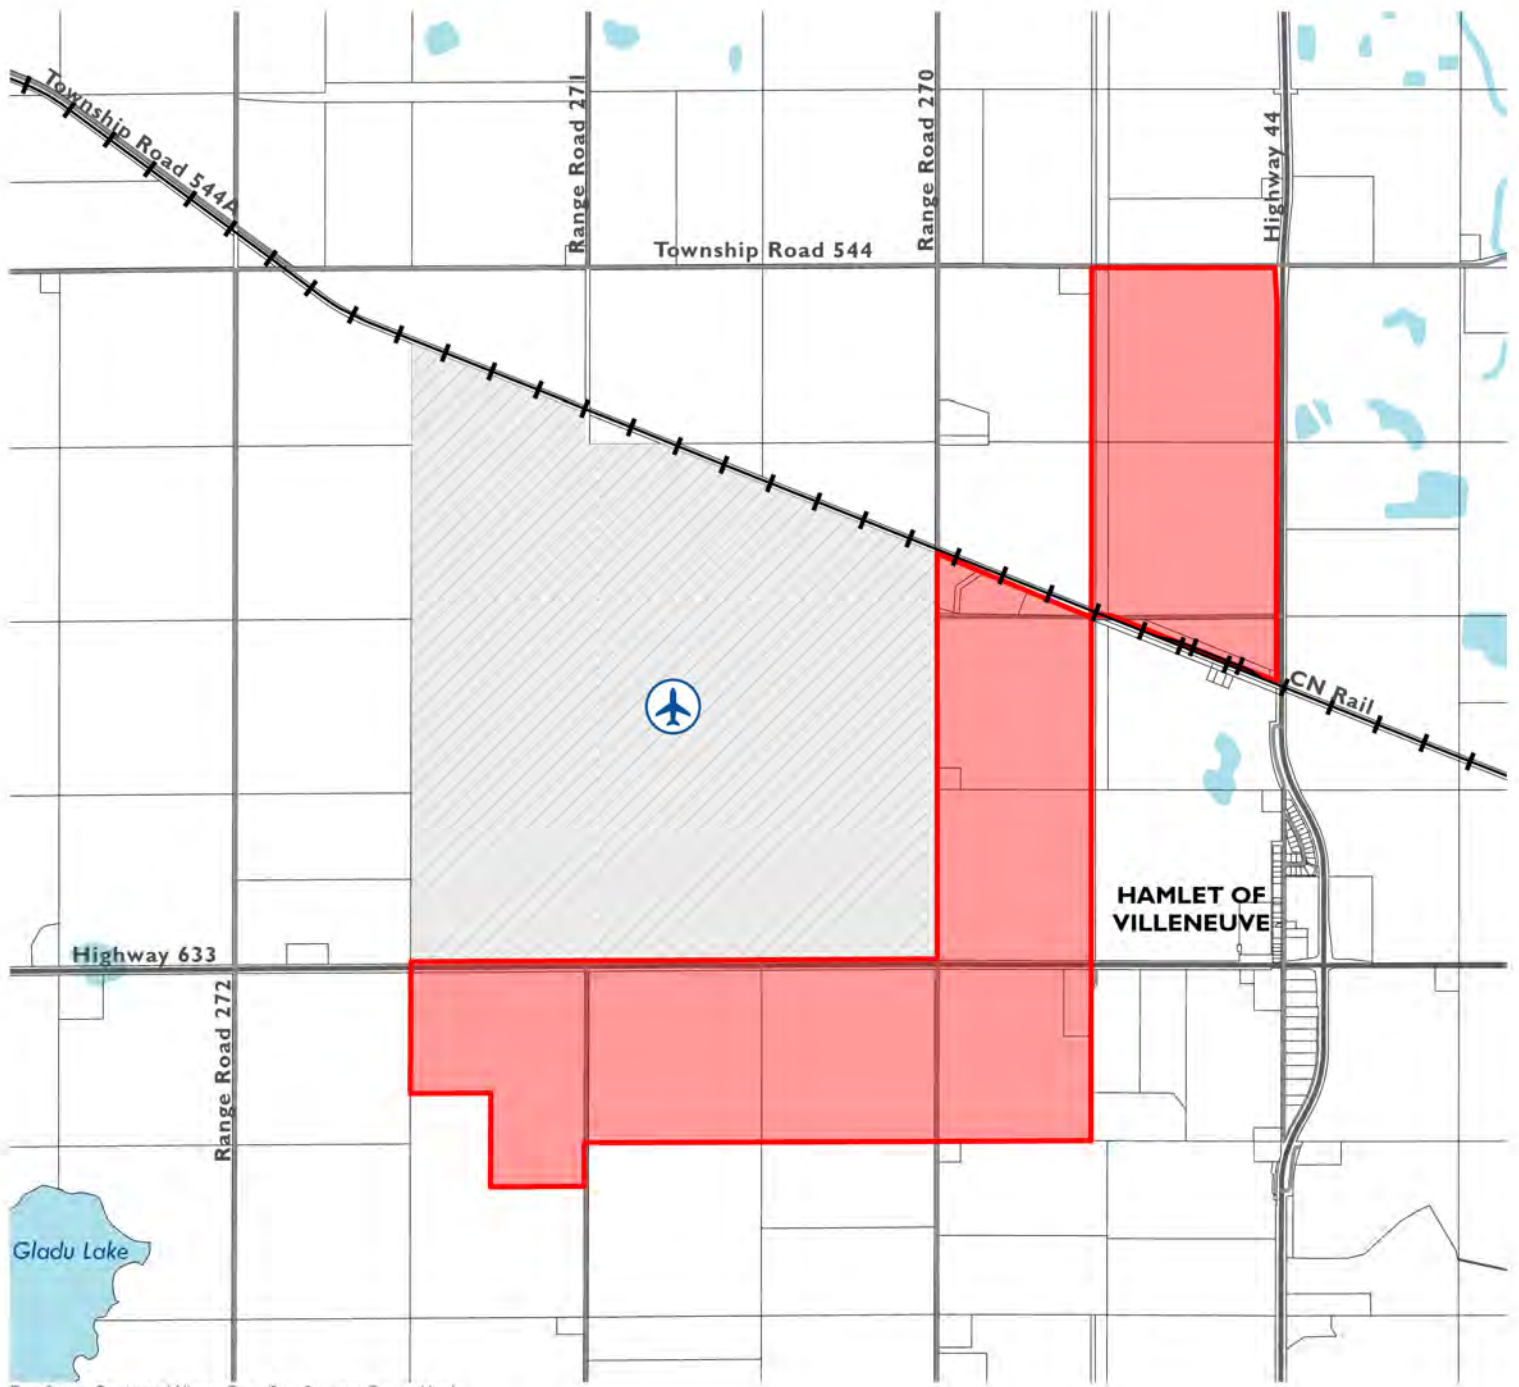 Township Road 544A
Range Road 271
Range Road 270
Highway 44
Township Road 544
CN Rail
HAMLET OF
VILLENEUVE
Highway 633
Range Road 272
Gladu Lake